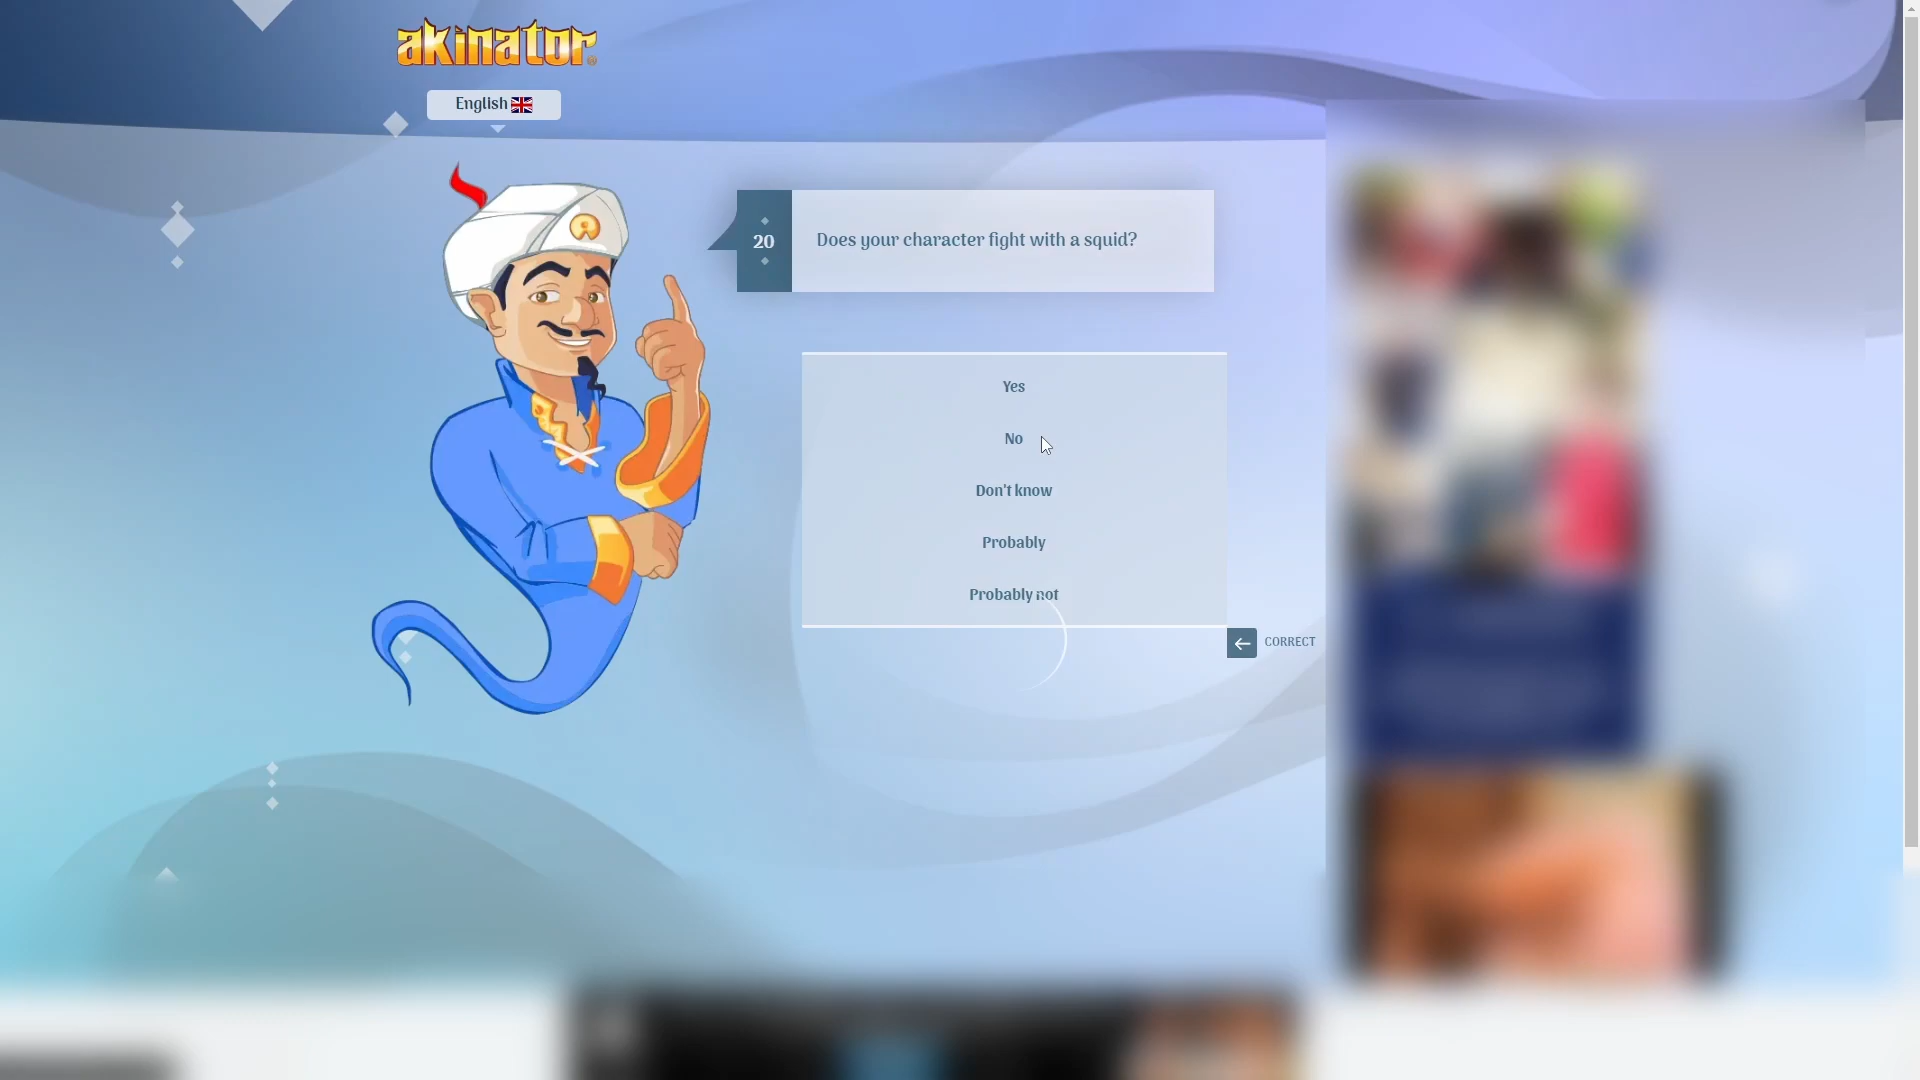 akinator®
English
20
Does your character fight with a squid?
Yes
No
Don't know
Probably
Probably not
CORRECT